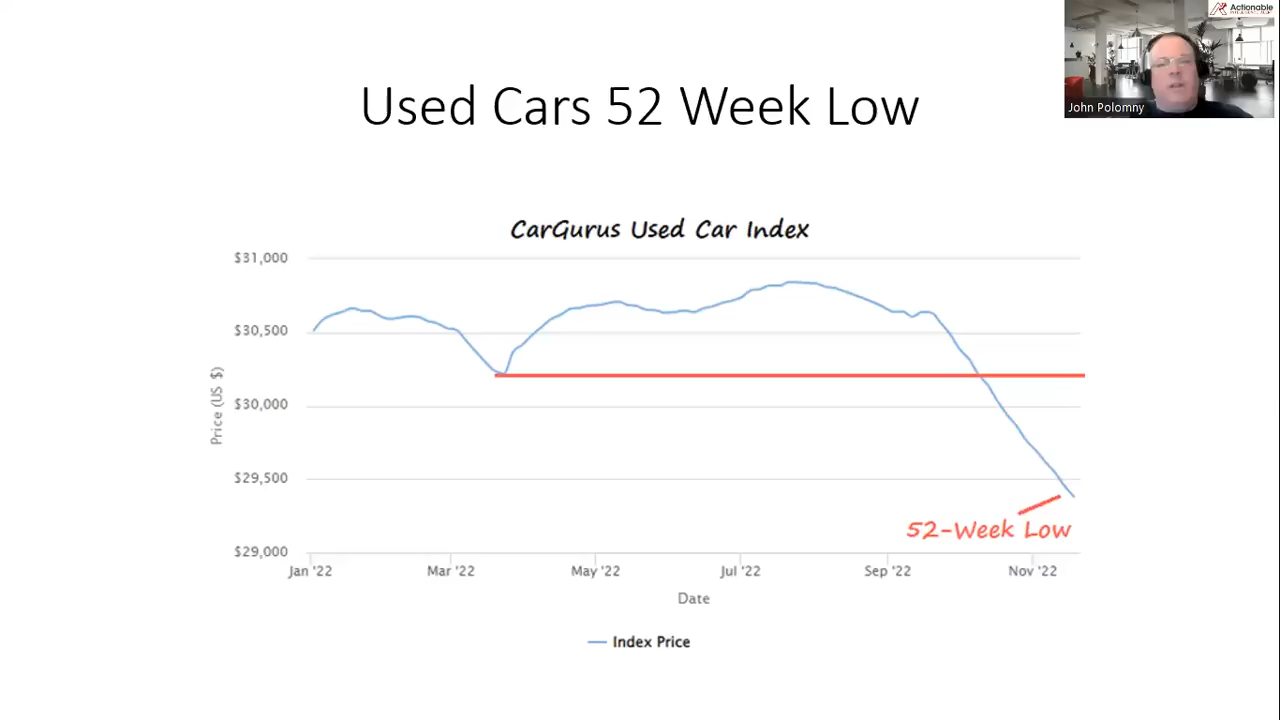 Actionable
John Polomny
Used Cars 52 Week Low
CarGurus Used Car Index
$31,000
$30,500
$30,000
$29,500
$29,000
Price (US $)
52-Week Low
Jan '22
Mar '22
May '22
Jul '22
Sep '22
Nov '22
Date
Index Price